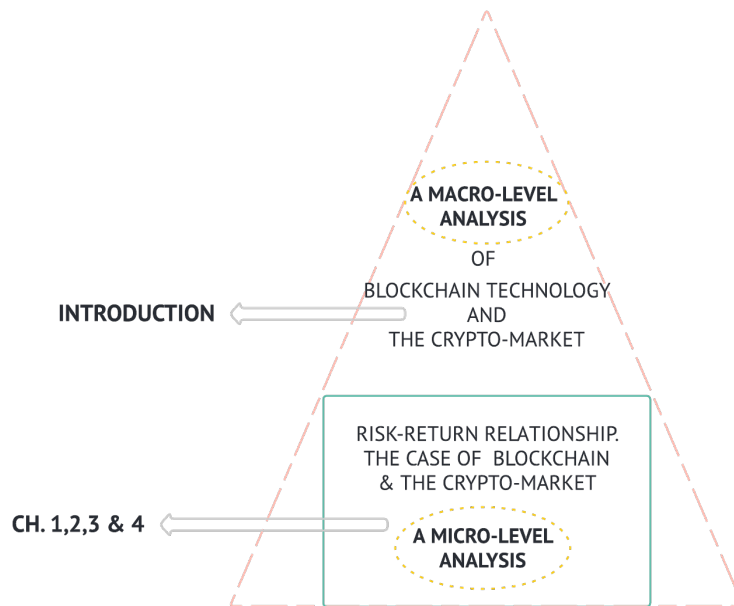 A MACRO-LEVEL
ANALYSIS
OF
BLOCKCHAIN TECHNOLOGY
AND
THE CRYPTO-MARKET
INTRODUCTION
RISK-RETURN RELATIONSHIP.
THE CASE OF BLOCKCHAIN
& THE CRYPTO-MARKET
CH. 1,2,3 & 4
A MICRO-LEVEL
ANALYSIS